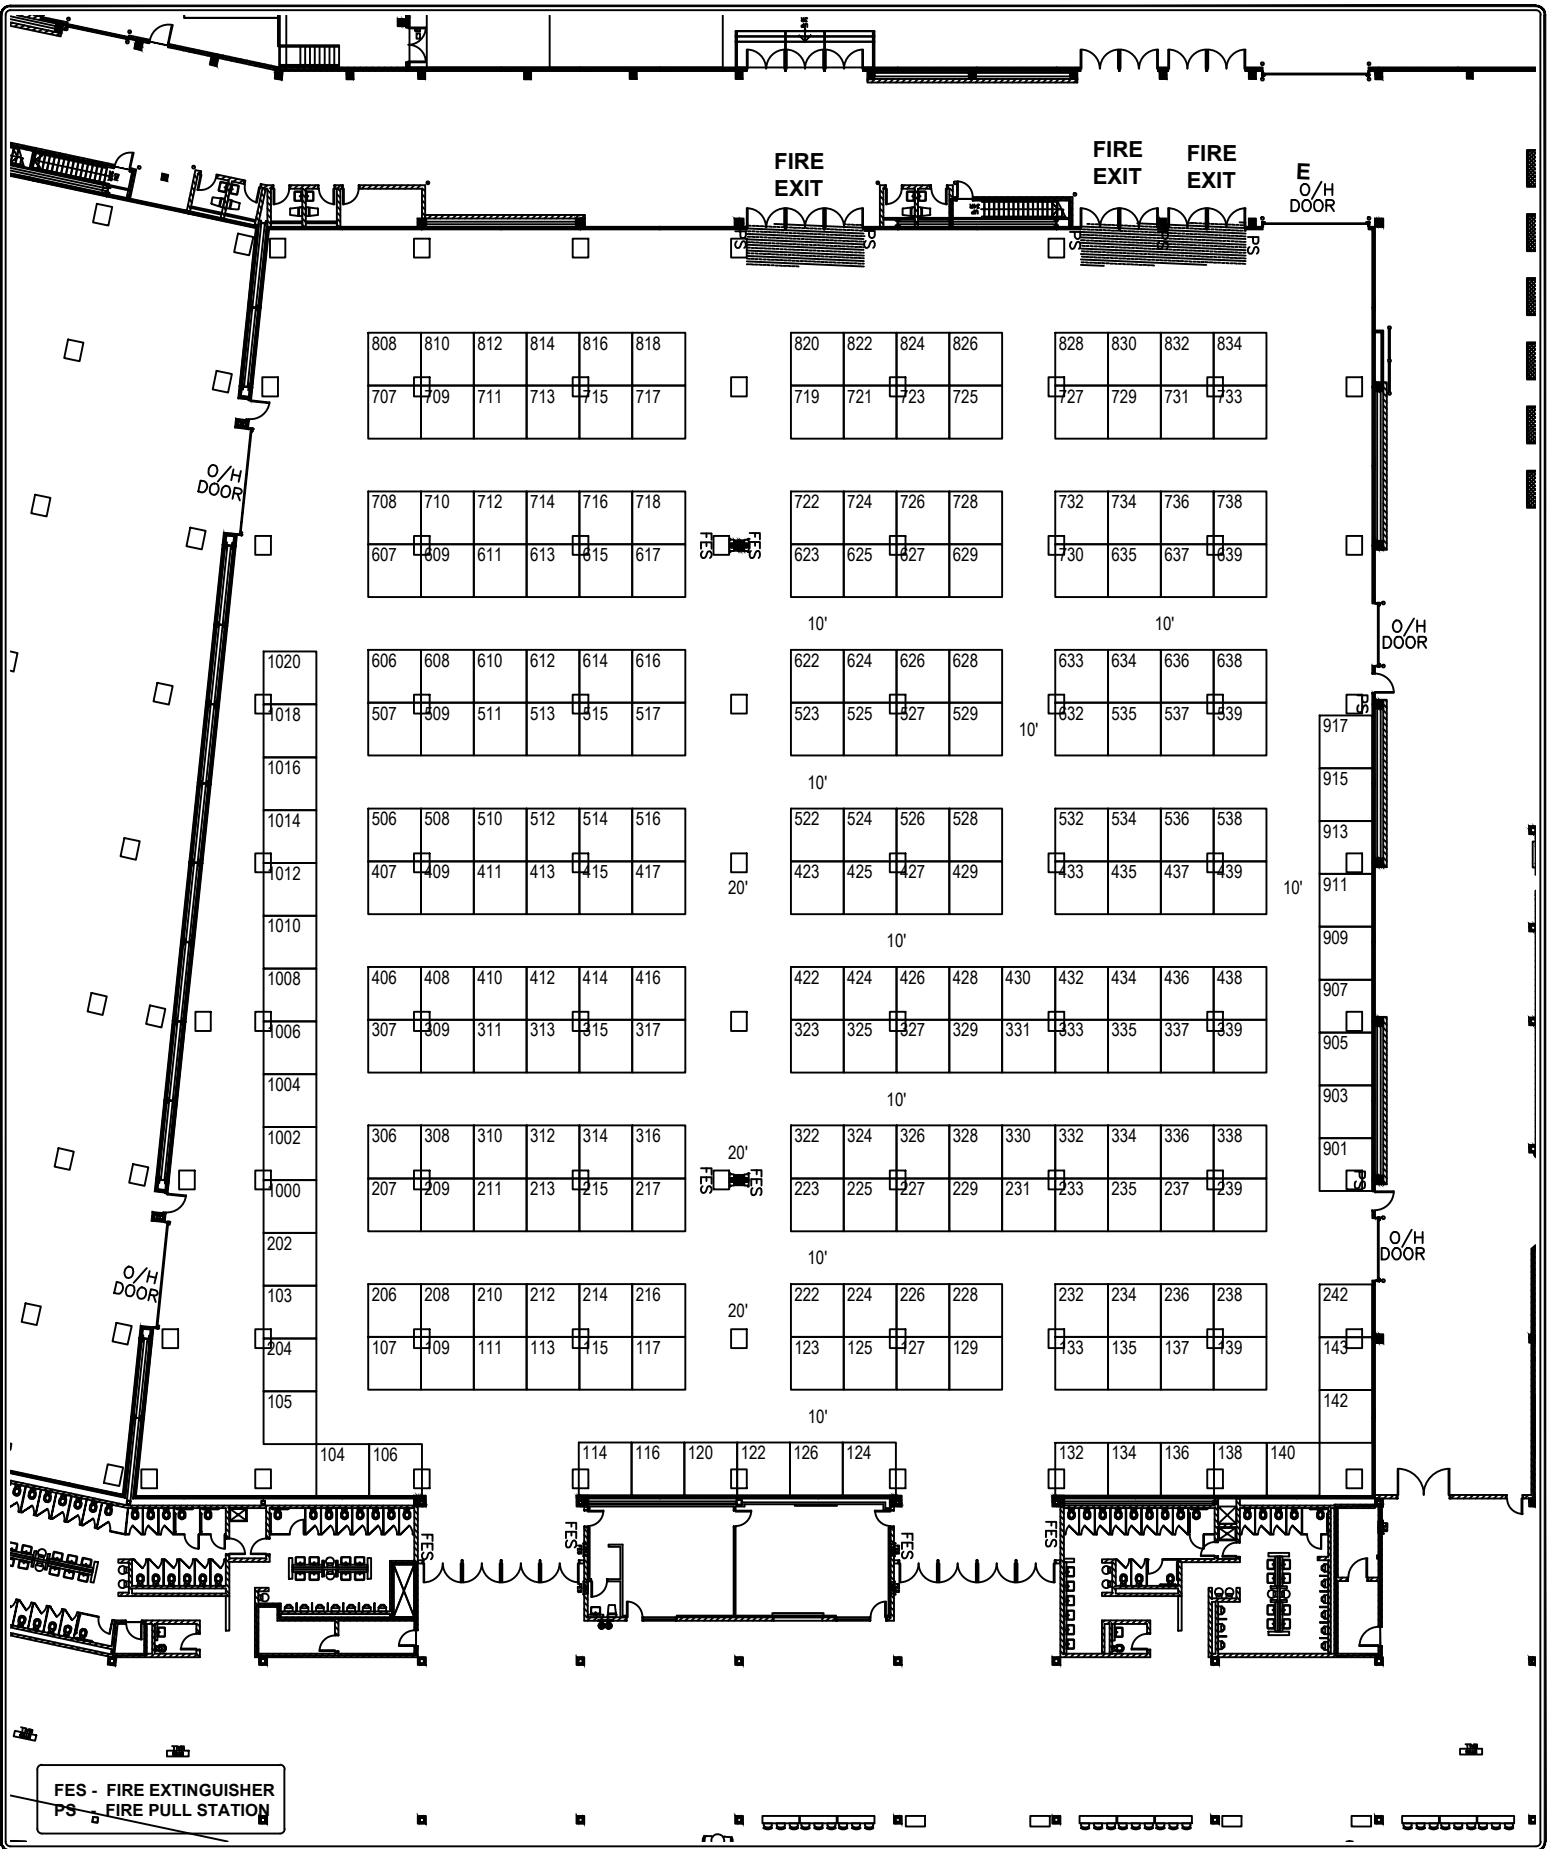 FIRE
EXIT
FIRE
EXIT
FIRE
EXIT
E
O/H
DOOR
PS
PS
PS
PS
PS
PS
808 810 812 814 816 818 820 822 824 826 828 830 832 834
707 709 711 713 715 717 719 721 723 725 727 729 731 733
O/H
DOOR
708 710 712 714 716 718 722 724 726 728 732 734 736 738
FES FES
607 609 611 613 615 617 623 625 627 629 730 635 637 639
10' 10'
O/H
DOOR
1020 606 608 610 612 614 616 622 624 626 628 633 634 636 638
PS
1018 507 509 511 513 515 517 523 525 527 529 632 535 537 539
10'
917
1016
10'
915
1014 506 508 510 512 514 516 522 524 526 528 532 534 536 538
913
1012 407 409 411 413 415 417 423 425 427 429 433 435 437 439
20' 10' 911
1010
10'
909
1008 406 408 410 412 414 416 422 424 426 428 430 432 434 436 438
907
1006 307 309 311 313 315 317 323 325 327 329 331 333 335 337 339
905
1004
10'
903
1002 306 308 310 312 314 316 322 324 326 328 330 332 334 336 338
20'
901
FES FES
PS
1000 207 209 211 213 215 217 223 225 227 229 231 233 235 237 239
202
10'
O/H
DOOR
O/H
DOOR
103 206 208 210 212 214 216 222 224 226 228 232 234 236 238 242
20'
204 107 109 111 113 115 117 123 125 127 129 133 135 137 139 143
105 142
10'
104 106 114 116 120 122 126 124 132 134 136 138 140
FES FES FES FES
FES - FIRE EXTINGUISHER
PS - FIRE PULL STATION